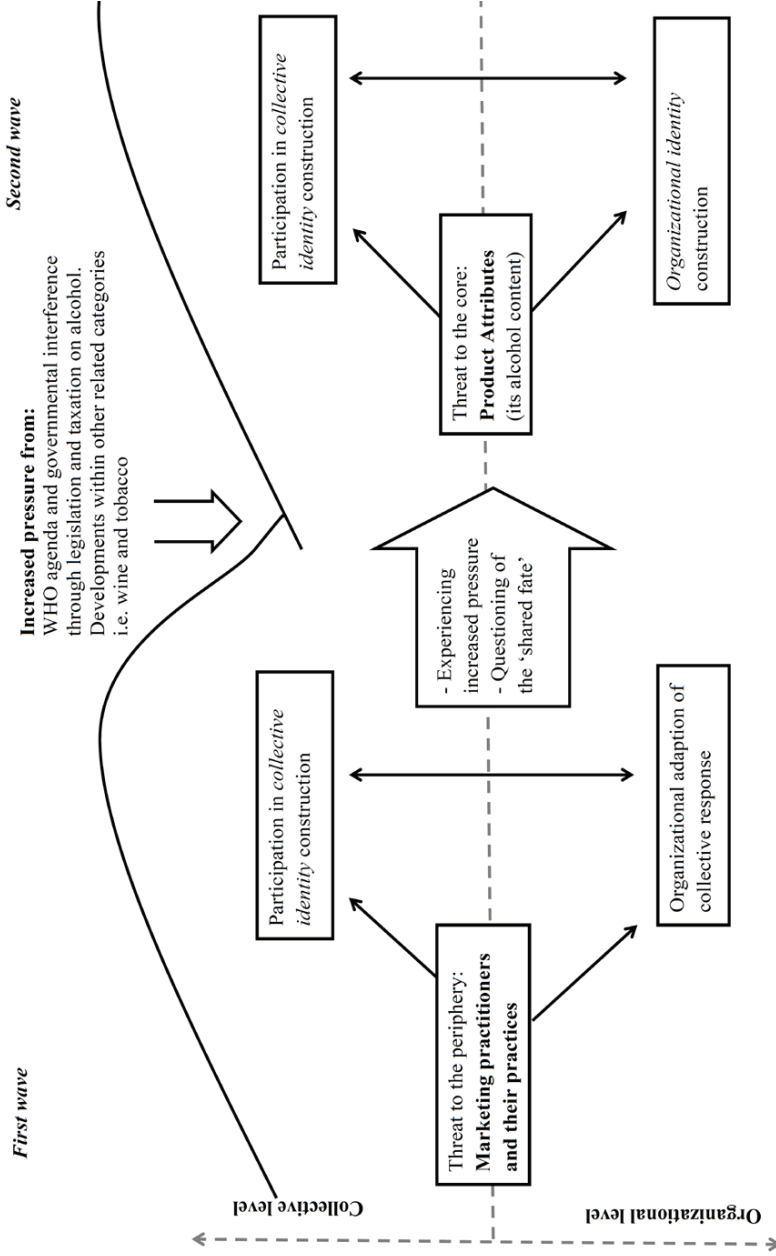 First wave
Second wave
Increased pressure from:
WHO agenda and governmental interference
through legislation and taxation on alcohol.
Developments within other related categories
i.e. wine and tobacco
Collective level
Participation in collective
identity construction
Participation in collective
identity construction
Threat to the periphery:
Marketing practitioners
and their practices
- Experiencing
increased pressure
- Questioning of
the ‘shared fate’
Threat to the core:
Product Attributes
(its alcohol content)
Organizational level
Organizational adaption of
collective response
Organizational identity
construction